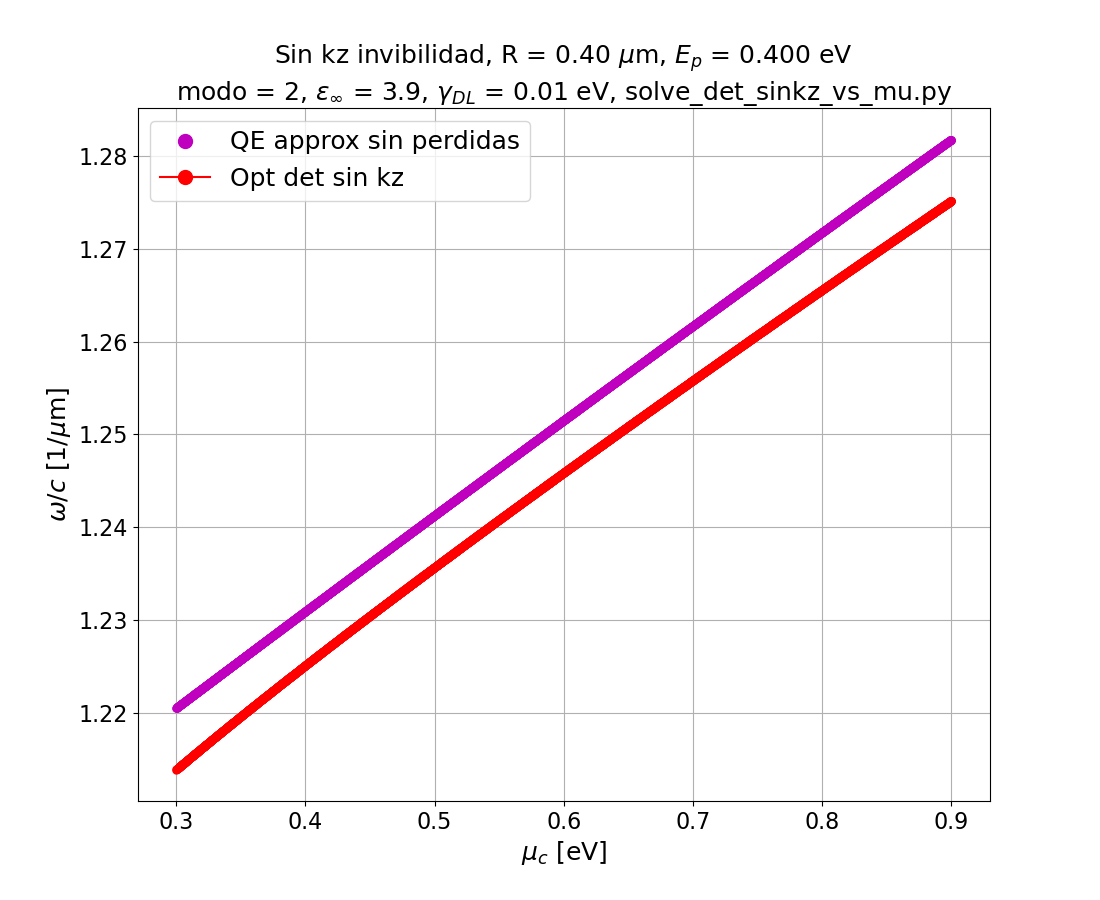 Sin kz invibilidad, R = 0.40 μm, $E_p$ = 0.400 eV
modo = 2, $ε_∞$ = 3.9, $γ_{DL}$ = 0.01 eV, solve_det_sinkz_vs_mu.py
QE approx sin perdidas
Opt det sin kz
1.28
1.27
1.26
1.25
1.24
1.23
1.22
ω/c [1/μm]
0.3 0.4 0.5 0.6 0.7 0.8 0.9
$μ_c$ [eV]